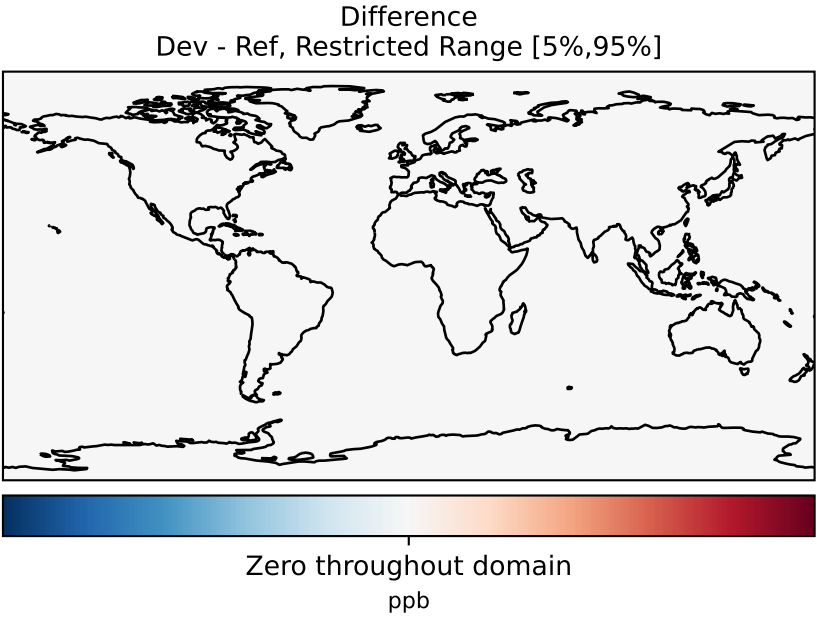 Difference
Dev - Ref, Restricted Range [5%,95%]
Zero throughout domain
ppb